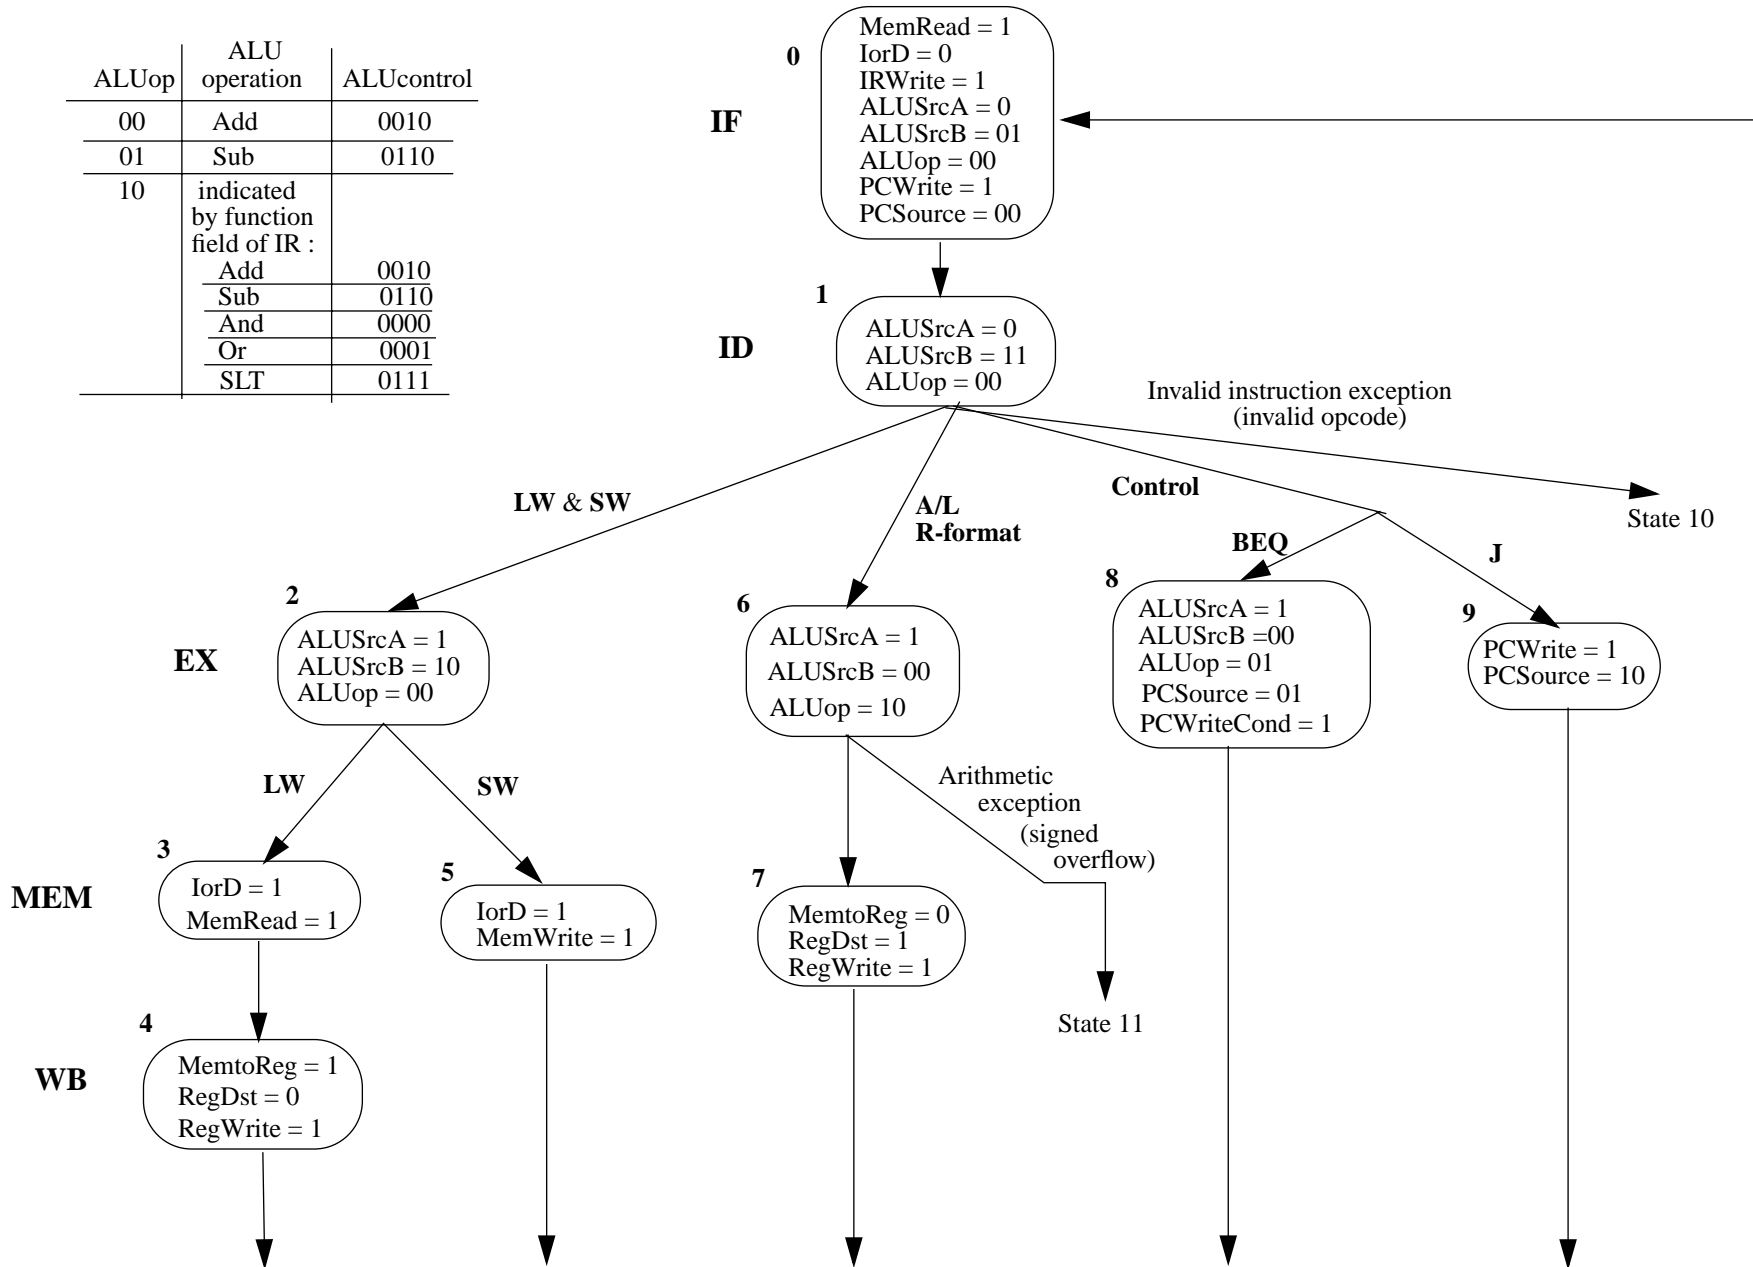 ALUop
ALU
operation
ALUcontrol
00 Add 0010
01 Sub 0110
10 indicated
by function
field of IR :
Add 0010
Sub 0110
And 0000
Or 0001
SLT 0111
0
IF
MemRead = 1
IorD = 0
IRWrite = 1
ALUSrcA = 0
ALUSrcB = 01
ALUop = 00
PCWrite = 1
PCSource = 00
1
ID
ALUSrcA = 0
ALUSrcB = 11
ALUop = 00
Invalid instruction exception
(invalid opcode)
State 10
LW & SW
A/L
R-format
Control
BEQ
J
2
EX
ALUSrcA = 1
ALUSrcB = 10
ALUop = 00
6
ALUSrcA = 1
ALUSrcB = 00
ALUop = 10
8
ALUSrcA = 1
ALUSrcB =00
ALUop = 01
PCSource = 01
PCWriteCond = 1
9
PCWrite = 1
PCSource = 10
LW
SW
Arithmetic
exception
(signed
overflow)
State 11
3
MEM
IorD = 1
MemRead = 1
5
IorD = 1
MemWrite = 1
7
MemtoReg = 0
RegDst = 1
RegWrite = 1
4
WB
MemtoReg = 1
RegDst = 0
RegWrite = 1